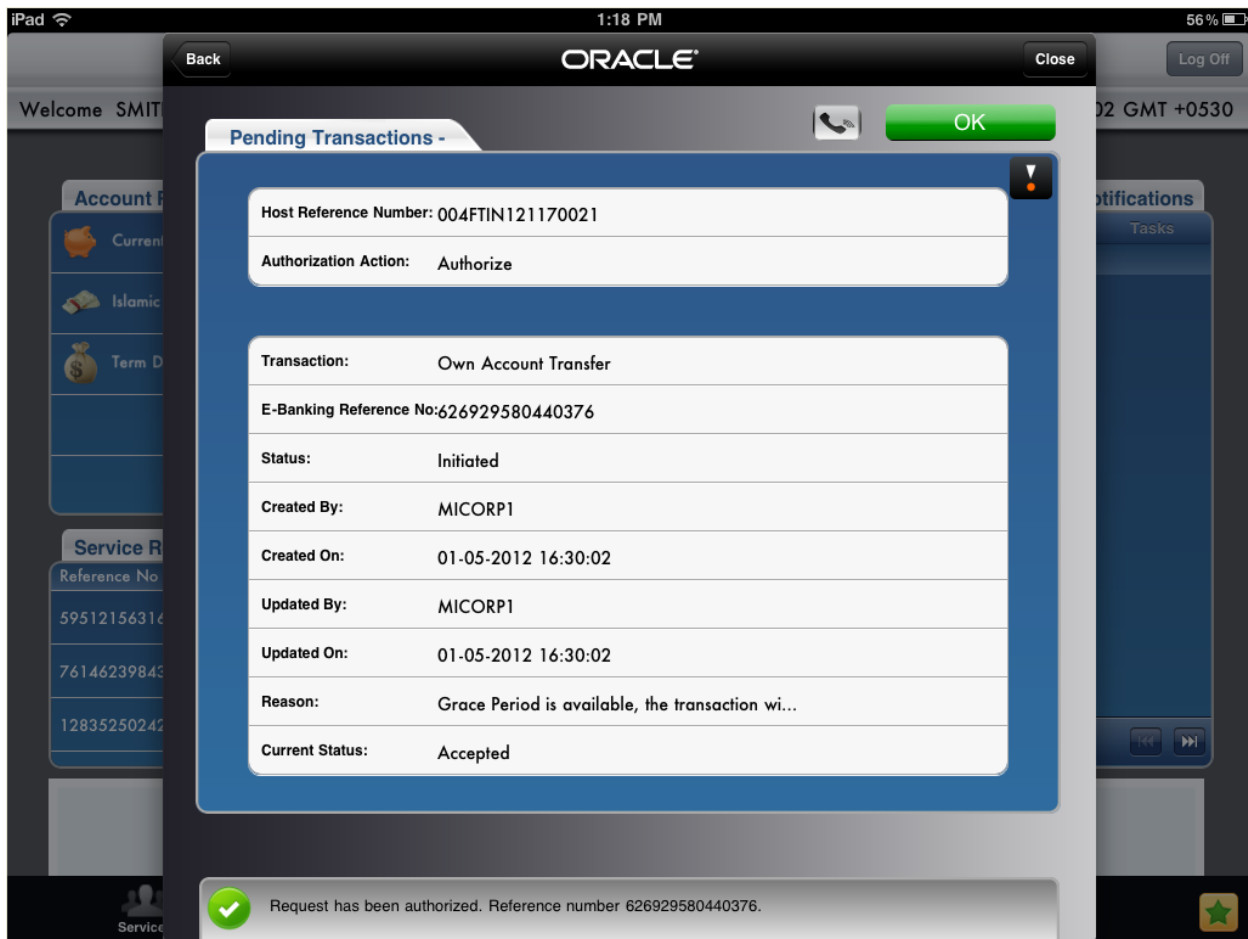 iPad 1:18 PM 56%
Back ORACLE Close Log Off
Welcome SMIT 02 GMT +0530
OK
Pending Transactions -
Account Notifications
Tasks
Host Reference Number: 004FTIN121170021
Authorization Action: Authorize
Current
Islamic
Term D
Transaction: Own Account Transfer
E-Banking Reference No: 626929580440376
Status: Initiated
Created By: MICORP1
Created On: 01-05-2012 16:30:02
Updated By: MICORP1
Updated On: 01-05-2012 16:30:02
Reason: Grace Period is available, the transaction wi...
Current Status: Accepted
Service R
Reference No
59512156316
76146239843
12835250242
Request has been authorized. Reference number 626929580440376.
Service